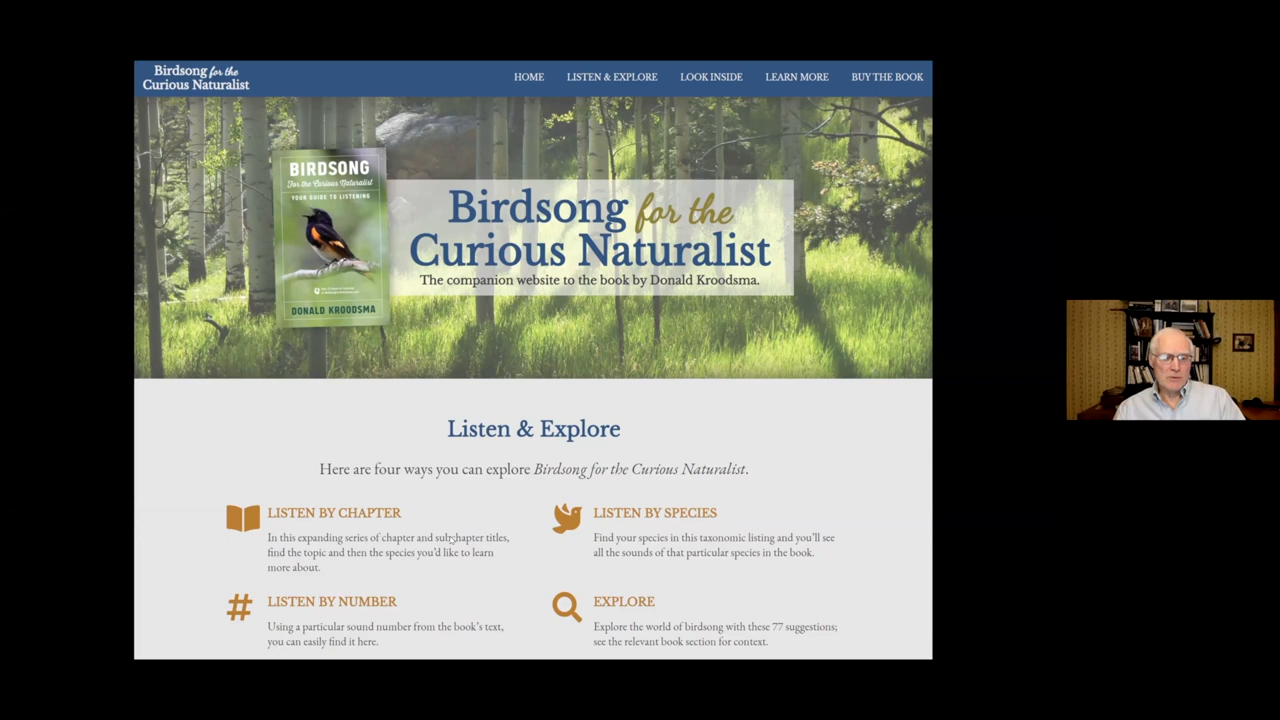 Birdsong for the
Curious Naturalist
HOME LISTEN & EXPLORE LOOK INSIDE LEARN MORE BUY THE BOOK
BIRDSONG
For the Curious Naturalist
YOUR GUIDE TO LISTENING
DONALD KROODSMA
Birdsong for the
Curious Naturalist
The companion website to the book by Donald Kroodsma.
Listen & Explore
Here are four ways you can explore Birdsong for the Curious Naturalist.
LISTEN BY CHAPTER
In this expanding series of chapter and subchapter titles,
find the topic and then the species you'd like to learn
more about.
LISTEN BY SPECIES
Find your species in this taxonomic listing and you'll see
all the sounds of that particular species in the book.
LISTEN BY NUMBER
Using a particular sound number from the book's text,
you can easily find it here.
EXPLORE
Explore the world of birdsong with these 77 suggestions;
see the relevant book section for context.